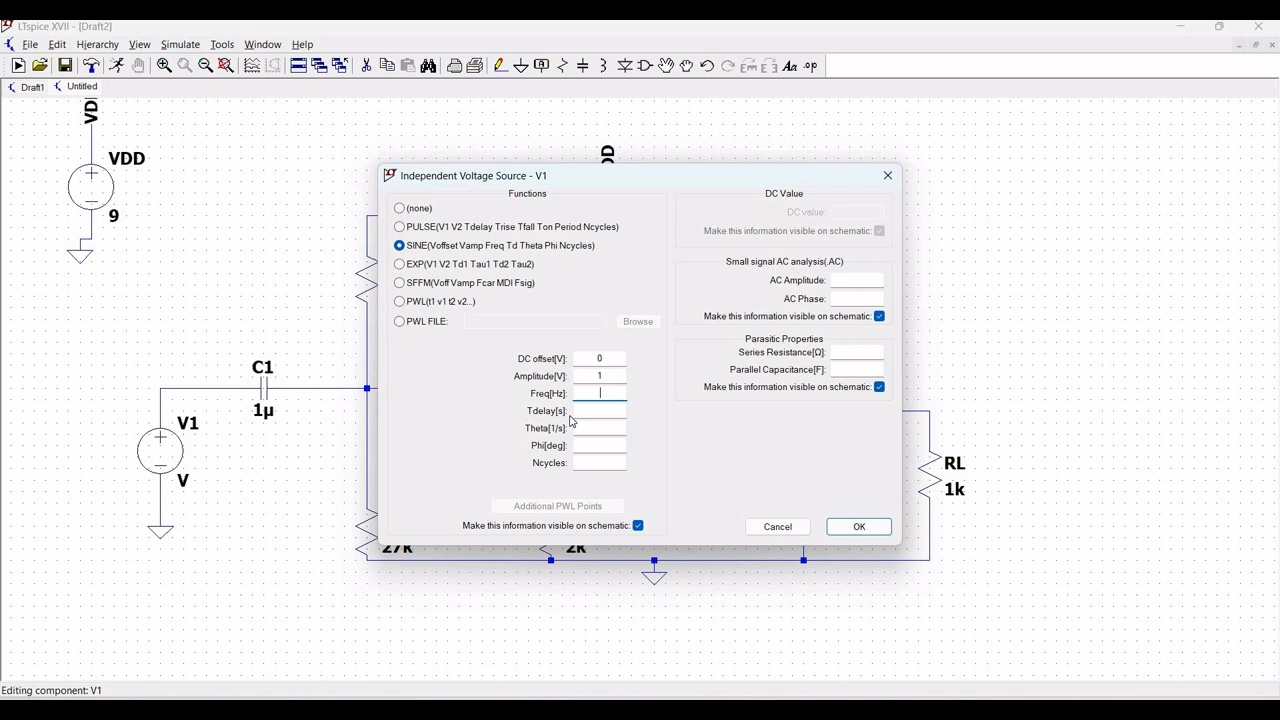 LTspice XVII - [Draft2]
File Edit Hierarchy View Simulate Tools Window Help
Draft1 Untitled
VDD
9
Independent Voltage Source - V1
Functions
(none)
PULSE(V1 V2 Tdelay Trise Tfall Ton Period Ncycles)
SINE(Voffset Vamp Freq Td Theta Phi Ncycles)
EXP(V1 V2 Td1 Tau1 Td2 Tau2)
SFFM(Voff Vamp Fcar MDI Fsig)
PWL(t1 v1 t2 v2...)
PWL FILE: Browse
DC offset[V]: 0
Amplitude[V]: 1
Freq[Hz]:
Tdelay[s]:
Theta[1/s]:
Phi[deg]:
Ncycles:
Additional PWL Points
Make this information visible on schematic:
DC Value
DC value:
Make this information visible on schematic:
Small signal AC analysis(.AC)
AC Amplitude:
AC Phase:
Make this information visible on schematic:
Parasitic Properties
Series Resistance[Ω]:
Parallel Capacitance[F]:
Make this information visible on schematic:
Cancel OK
C1
1µ
V1
V
27k
2k
RL
1k
Editing component: V1